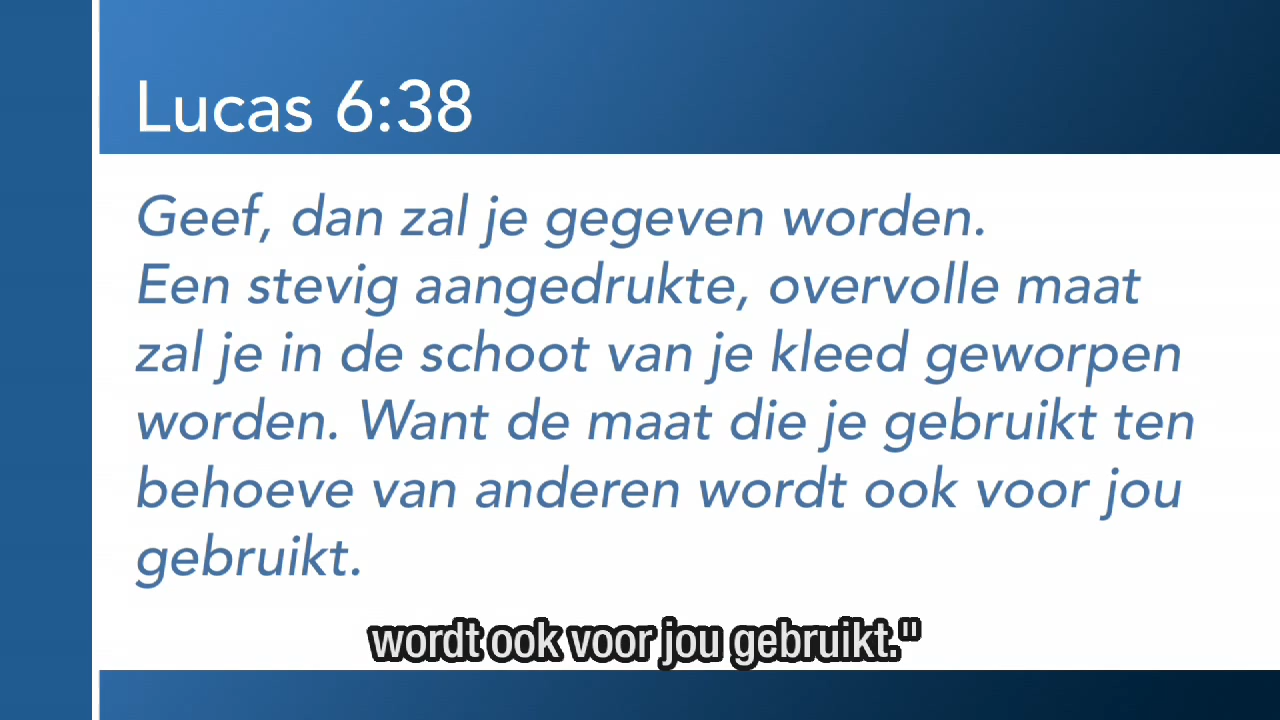 Lucas 6:38
Geef, dan zal je gegeven worden.
Een stevig aangedrukte, overvolle maat
zal je in de schoot van je kleed geworpen
worden. Want de maat die je gebruikt ten
behoeve van anderen wordt ook voor jou
gebruikt.
wordt ook voor jou gebruikt."